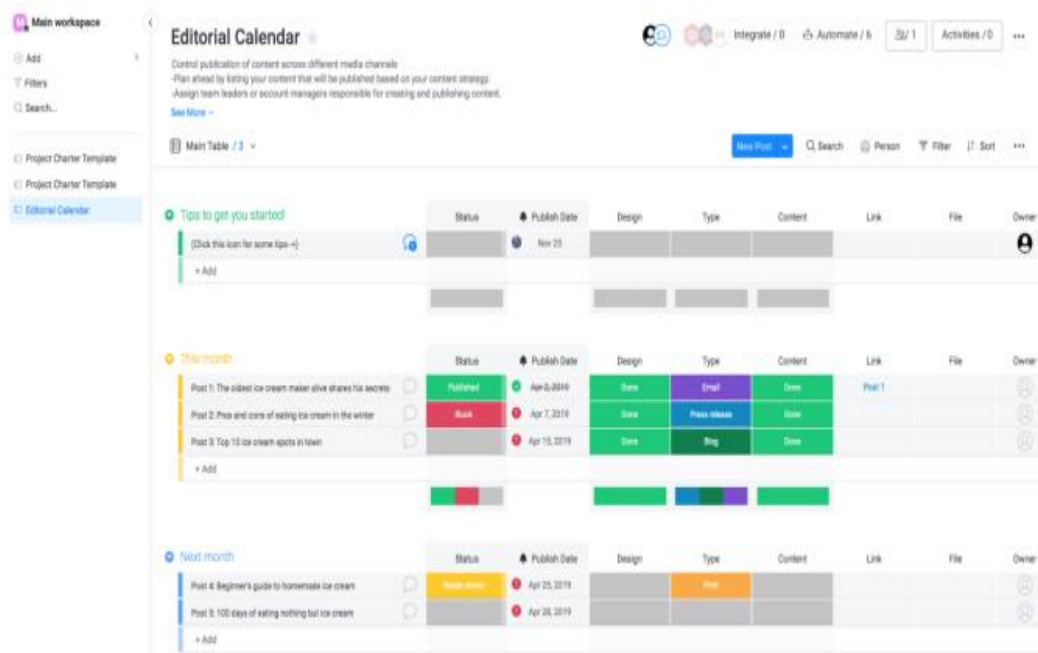 Main workspace
Add
Filters
Search...
Project Charter Template
Project Charter Template
Editorial Calendar
Editorial Calendar
Integrate / 0
Automate / 6
/ 1
Activities / 0
Control publication of content across different media channels
-Plan ahead by listing your content that will be published based on your content strategy.
-Assign team leaders or account managers responsible for creating and publishing content.
See More
Main Table / 3
New Post
Search
Person
Filter
Sort
Tips to get you started!
Status Publish Date Design Type Content Link File Owner
(Click this icon for some tips→)
Nov 25
+ Add
This month
Status Publish Date Design Type Content Link File Owner
Post 1: The oldest ice cream maker alive shares his secrets Published Apr 2, 2019 Done Email Done Post 1
Post 2: Pros and cons of eating ice cream in the winter Stuck Apr 7, 2019 Done Press release Done
Post 3: Top 10 ice cream spots in town Apr 15, 2019 Done Blog Done
+ Add
Next month
Status Publish Date Design Type Content Link File Owner
Post 4: Beginner's guide to homemade ice cream Apr 25, 2019
Post 5: 100 days of eating nothing but ice cream Apr 28, 2019
+ Add